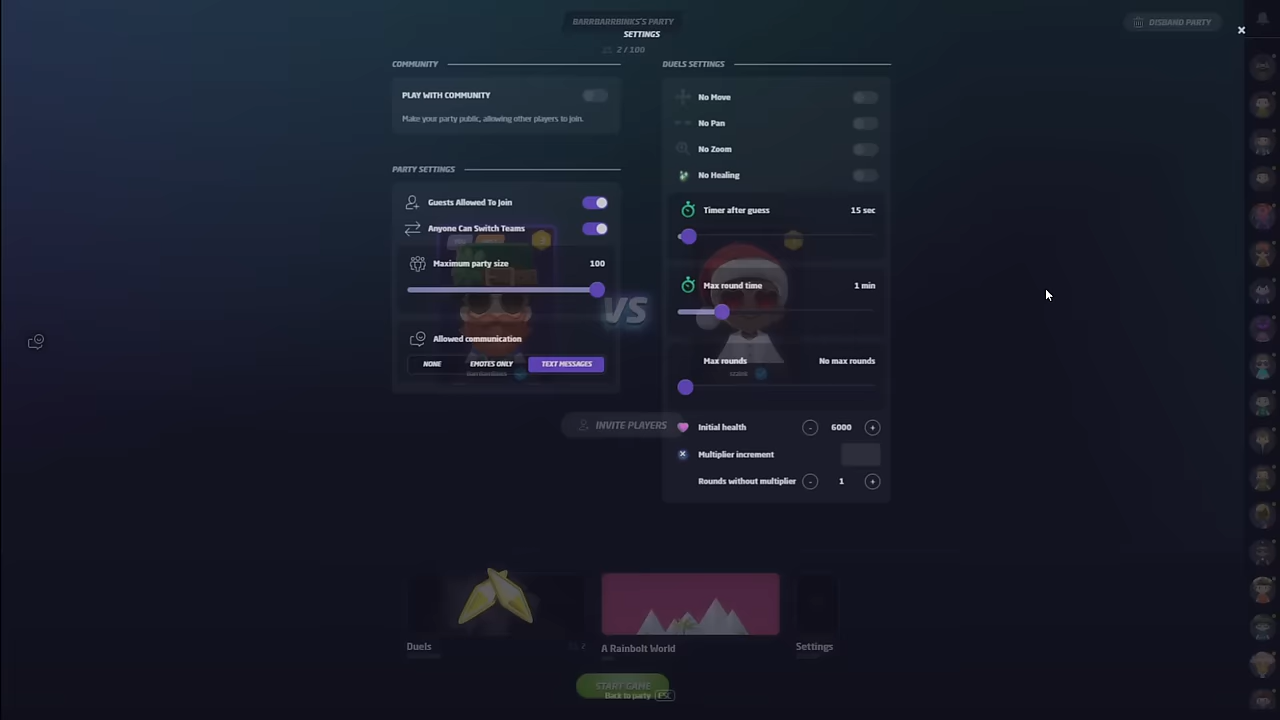 BARRBARRBINKS'S PARTY
DISBAND PARTY
SETTINGS
2 / 100
COMMUNITY
PLAY WITH COMMUNITY
Make your party public, allowing other players to join.
PARTY SETTINGS
Guests Allowed To Join
Anyone Can Switch Teams
Maximum party size 100
Allowed communication
NONE EMOTES ONLY TEXT MESSAGES
VS
INVITE PLAYERS
DUELS SETTINGS
No Move
No Pan
No Zoom
No Healing
Timer after guess 15 sec
Max round time 1 min
Max rounds No max rounds
Initial health - 6000 +
Multiplier increment
Rounds without multiplier - 1 +
Duels 2
A Rainbolt World
Settings
START GAME
Back to party ESC